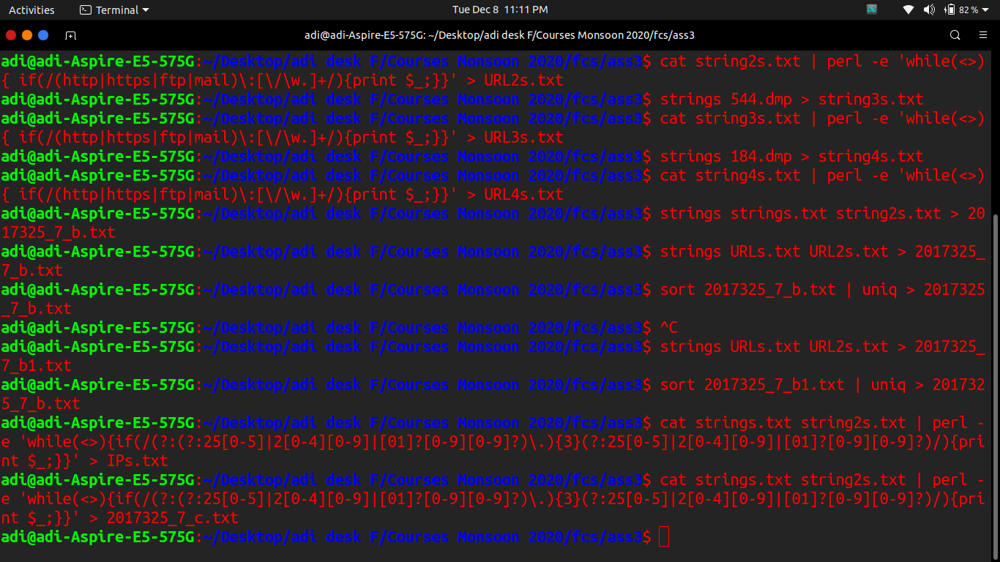 Activities Terminal Tue Dec 8 11:11 PM 82 %
adi@adi-Aspire-E5-575G: ~/Desktop/adi desk F/Courses Monsoon 2020/fcs/ass3
adi@adi-Aspire-E5-575G:~/Desktop/adi desk F/Courses Monsoon 2020/fcs/ass3$ cat string2s.txt | perl -e 'while(<>)
{ if(/(http|https|ftp|mail)\:[\/\w.]+/){print $_;}}' > URL2s.txt
adi@adi-Aspire-E5-575G:~/Desktop/adi desk F/Courses Monsoon 2020/fcs/ass3$ strings 544.dmp > string3s.txt
adi@adi-Aspire-E5-575G:~/Desktop/adi desk F/Courses Monsoon 2020/fcs/ass3$ cat string3s.txt | perl -e 'while(<>)
{ if(/(http|https|ftp|mail)\:[\/\w.]+/){print $_;}}' > URL3s.txt
adi@adi-Aspire-E5-575G:~/Desktop/adi desk F/Courses Monsoon 2020/fcs/ass3$ strings 184.dmp > string4s.txt
adi@adi-Aspire-E5-575G:~/Desktop/adi desk F/Courses Monsoon 2020/fcs/ass3$ cat string4s.txt | perl -e 'while(<>)
{ if(/(http|https|ftp|mail)\:[\/\w.]+/){print $_;}}' > URL4s.txt
adi@adi-Aspire-E5-575G:~/Desktop/adi desk F/Courses Monsoon 2020/fcs/ass3$ strings strings.txt string2s.txt > 20
17325_7_b.txt
adi@adi-Aspire-E5-575G:~/Desktop/adi desk F/Courses Monsoon 2020/fcs/ass3$ strings URLs.txt URL2s.txt > 2017325_
7_b.txt
adi@adi-Aspire-E5-575G:~/Desktop/adi desk F/Courses Monsoon 2020/fcs/ass3$ sort 2017325_7_b.txt | uniq > 2017325
_7_b.txt
adi@adi-Aspire-E5-575G:~/Desktop/adi desk F/Courses Monsoon 2020/fcs/ass3$ ^C
adi@adi-Aspire-E5-575G:~/Desktop/adi desk F/Courses Monsoon 2020/fcs/ass3$ strings URLs.txt URL2s.txt > 2017325_
7_b1.txt
adi@adi-Aspire-E5-575G:~/Desktop/adi desk F/Courses Monsoon 2020/fcs/ass3$ sort 2017325_7_b1.txt | uniq > 201732
5_7_b.txt
adi@adi-Aspire-E5-575G:~/Desktop/adi desk F/Courses Monsoon 2020/fcs/ass3$ cat strings.txt string2s.txt | perl -
e 'while(<>){if(/(?:(?:25[0-5]|2[0-4][0-9]|[01]?[0-9][0-9]?)\.){3}(?:25[0-5]|2[0-4][0-9]|[01]?[0-9][0-9]?)/){pri
nt $_;}}' > IPs.txt
adi@adi-Aspire-E5-575G:~/Desktop/adi desk F/Courses Monsoon 2020/fcs/ass3$ cat strings.txt string2s.txt | perl -
e 'while(<>){if(/(?:(?:25[0-5]|2[0-4][0-9]|[01]?[0-9][0-9]?)\.){3}(?:25[0-5]|2[0-4][0-9]|[01]?[0-9][0-9]?)/){pri
nt $_;}}' > 2017325_7_c.txt
adi@adi-Aspire-E5-575G:~/Desktop/adi desk F/Courses Monsoon 2020/fcs/ass3$